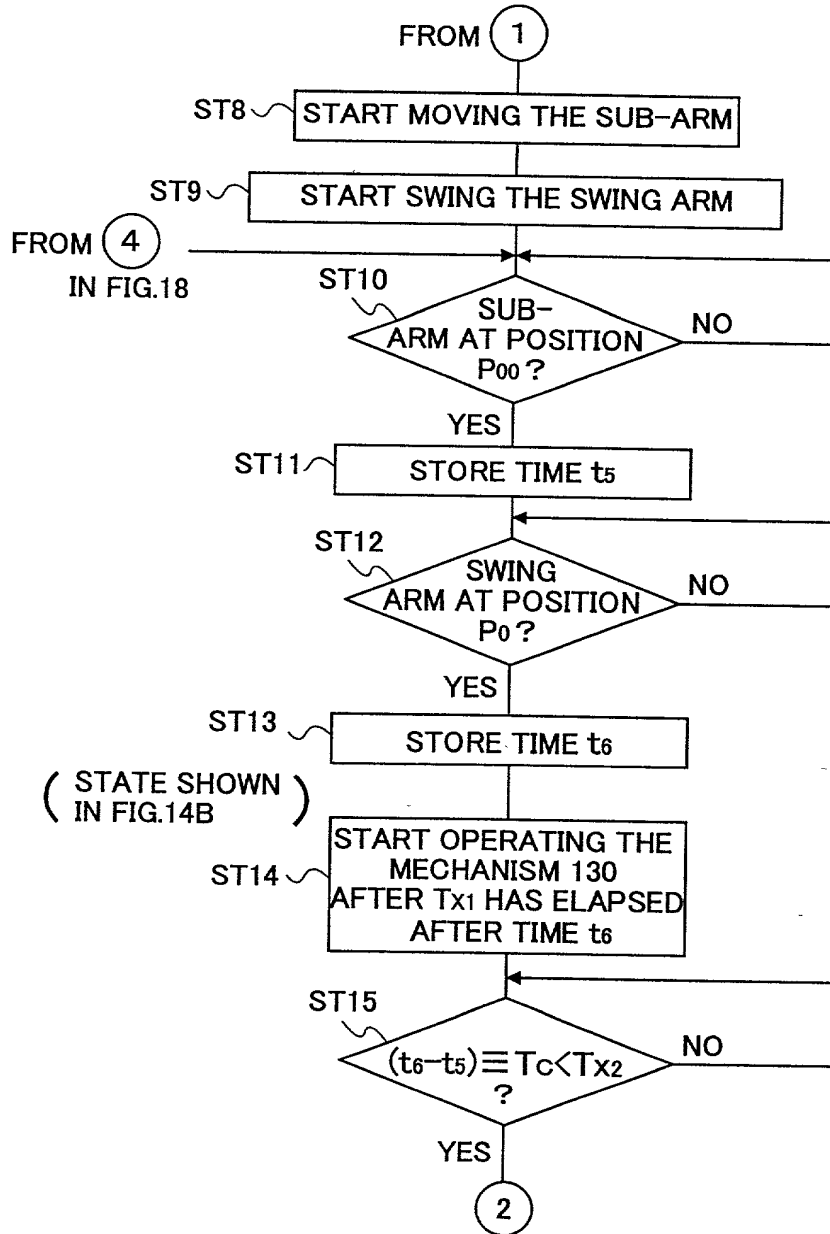 FROM 1
ST8 START MOVING THE SUB-ARM
ST9 START SWING THE SWING ARM
FROM 4
IN FIG.18
ST10
SUB-
ARM AT POSITION
P00 ?
NO
YES
ST11 STORE TIME t5
ST12
SWING
ARM AT POSITION
P0 ?
NO
YES
ST13 STORE TIME t6
( STATE SHOWN
IN FIG.14B )
ST14
START OPERATING THE
MECHANISM 130
AFTER TX1 HAS ELAPSED
AFTER TIME t6
ST15
(t6-t5)≡TC<TX2
?
NO
YES
2